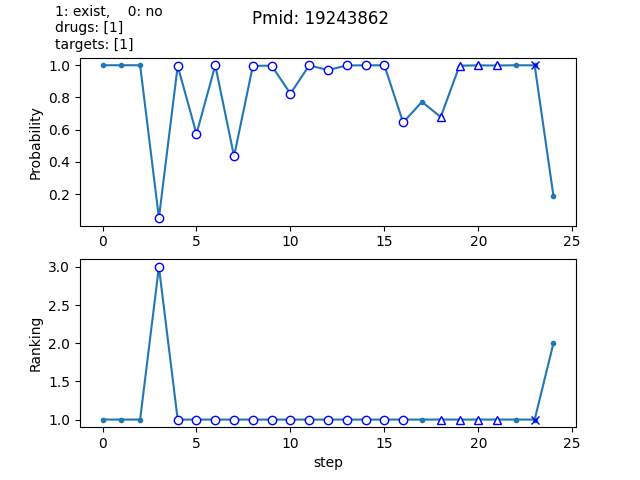 1: exist,    0: no
drugs: [1]
targets: [1]
Pmid: 19243862
Probability
1.0
0.8
0.6
0.4
0.2
0 5 10 15 20 25
Ranking
3.0
2.5
2.0
1.5
1.0
0 5 10 15 20 25
step